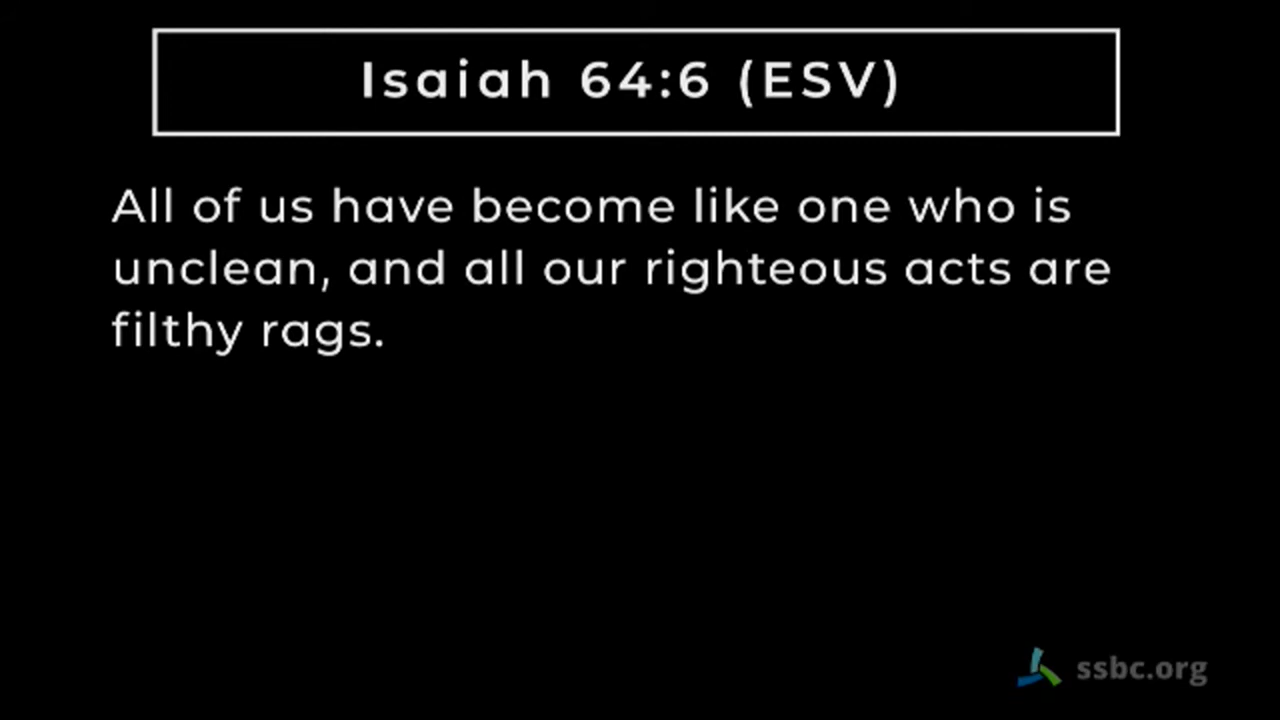 Isaiah 64:6 (ESV)
All of us have become like one who is
unclean, and all our righteous acts are
filthy rags.
ssbc.org